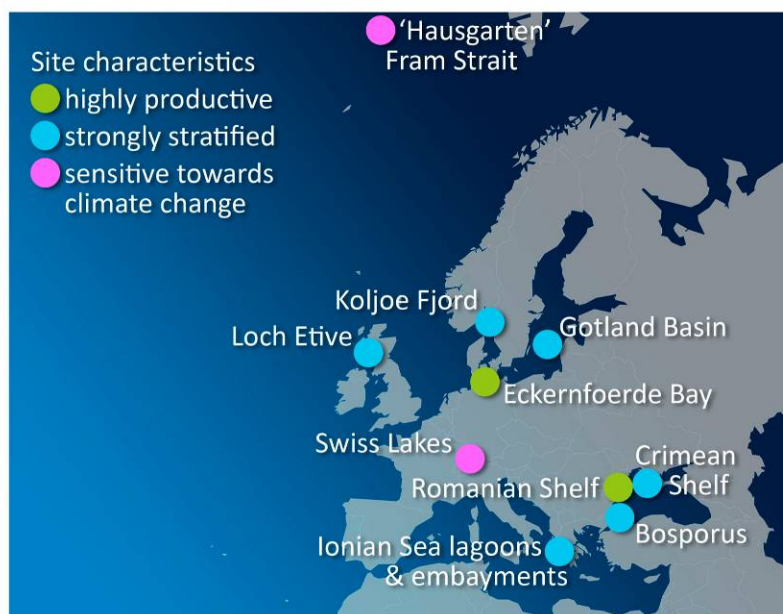 'Hausgarten'
Fram Strait
Site characteristics
highly productive
strongly stratified
sensitive towards
climate change
Koljoe Fjord
Loch Etive
Gotland Basin
Eckernfoerde Bay
Swiss Lakes
Crimean
Shelf
Romanian Shelf
Bosporus
Ionian Sea lagoons
& embayments